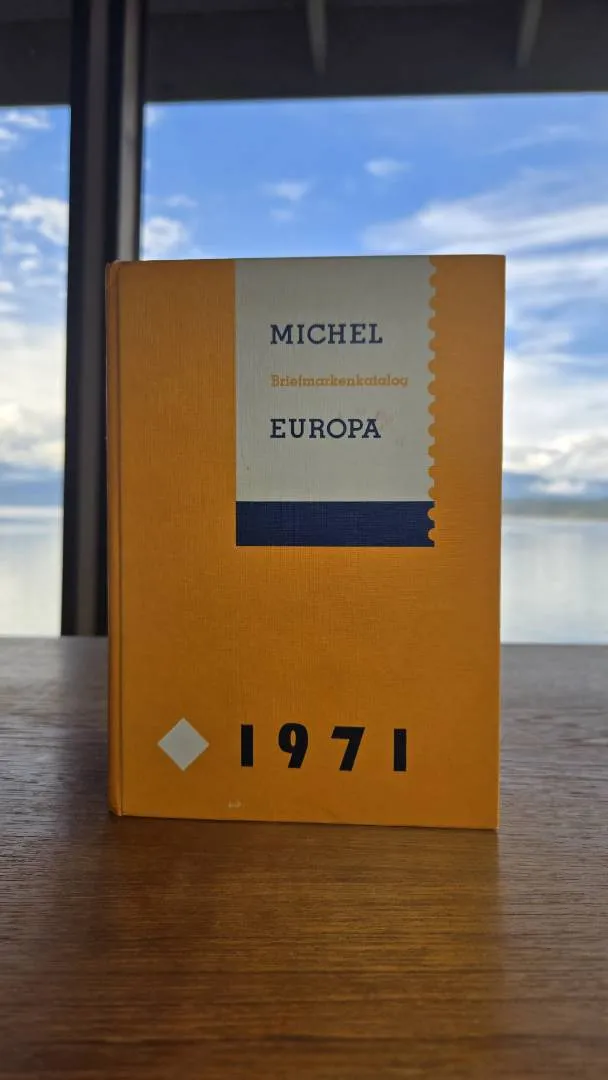 MICHEL
Briefmarkenkatalog
EUROPA
1971